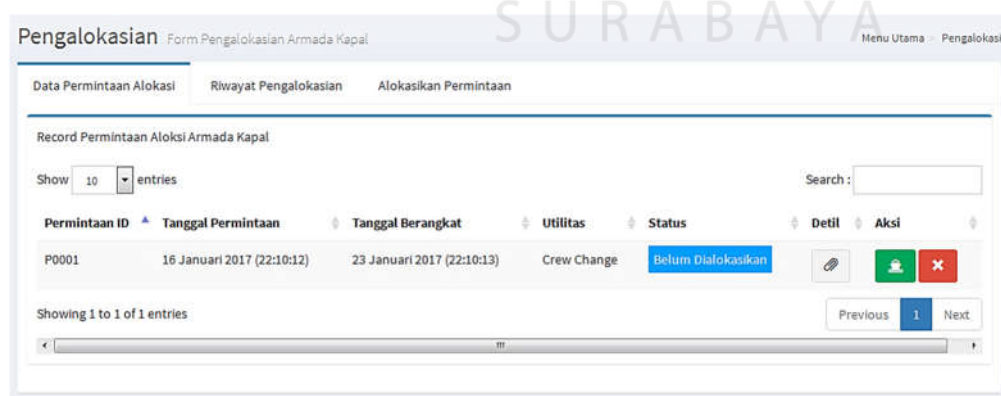 SURABAYA
Pengalokasian Form Pengalokasian Armada Kapal
Menu Utama Pengalokasi
Data Permintaan Alokasi Riwayat Pengalokasian Alokasikan Permintaan
Record Permintaan Aloksi Armada Kapal
Show 10 entries Search :
Permintaan ID Tanggal Permintaan Tanggal Berangkat Utilitas Status Detil Aksi
P0001 16 Januari 2017 (22:10:12) 23 Januari 2017 (22:10:13) Crew Change Belum Dialokasikan
Showing 1 to 1 of 1 entries Previous 1 Next